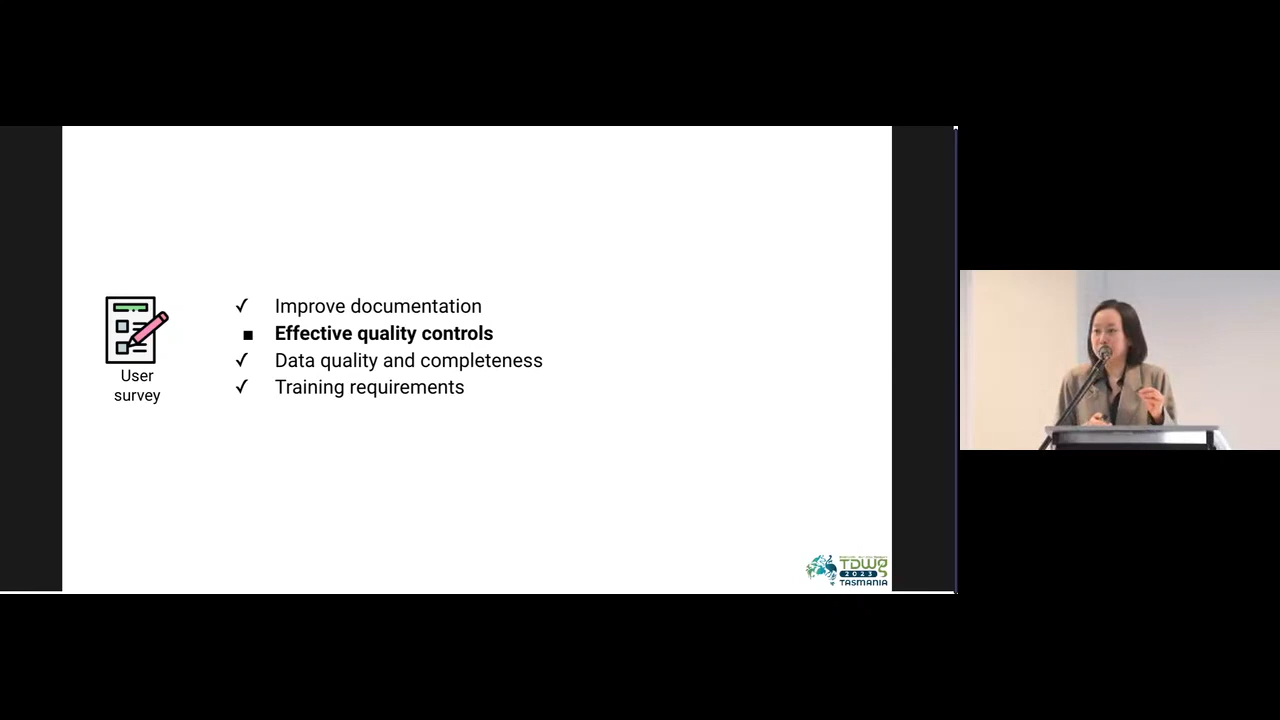 ✓ Improve documentation
■ Effective quality controls
✓ Data quality and completeness
✓ Training requirements
User
survey
TDWG
2023
TASMANIA